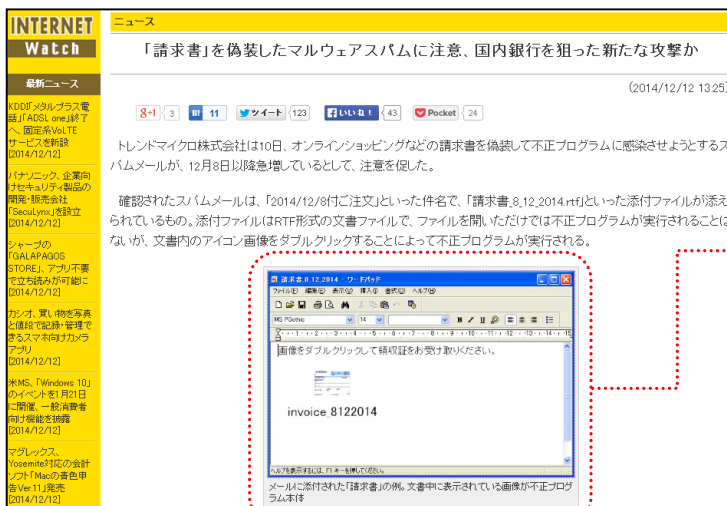 INTERNET
Watch
最新ニュース
KDDI「メタルプラス電
話」「ADSL one」終了
へ、固定系VoLTE
サービスを新設
[2014/12/12]
パナソニック、企業向
けセキュリティ製品の
開発・販売会社
「SecuLynx」を設立
[2014/12/12]
シャープの
「GALAPAGOS
STORE」、アプリ不要
で立ち読みが可能に
[2014/12/12]
カシオ、買い物を写真
と値段で記録・管理で
きるスマホ向けカメラ
アプリ
[2014/12/12]
米MS、「Windows 10」
のイベントを1月21日
に開催、一般消費者
向け機能を披露
[2014/12/12]
マグレックス、
Yosemite対応の会計
ソフト「Macの青色申
告Ver.11」発売
[2014/12/12]
ニュース
「請求書」を偽装したマルウェアスパムに注意、国内銀行を狙った新たな攻撃か
(2014/12/12 13:25)
8+1 3 B! 11 ツイート 123 いいね! 43 Pocket 24
トレンドマイクロ株式会社は10日、オンラインショッピングなどの請求書を偽装して不正プログラムに感染させようとするス
パムメールが、12月8日以降急増しているとして、注意を促した。
確認されたスパムメールは、「2014/12/8付ご注文」といった件名で、「請求書_8_12_2014.rtf」といった添付ファイルが添え
られているもの。添付ファイルはRTF形式の文書ファイルで、ファイルを開いただけでは不正プログラムが実行されることは
ないが、文書内のアイコン画像をダブルクリックすることによって不正プログラムが実行される。
請求書.8.12.2014 - ワードパッド
ファイル(F) 編集(E) 表示(V) 挿入(I) 書式(O) ヘルプ(H)
MS PGothic 14 B / U
1 2 3 4 5 6 7 8 9 10 11 12 13 14 15
画像をダブルクリックして領収証をお受け取りください。
invoice_8122014
ヘルプを表示するには、F1 キーを押してください。
メールに添付された「請求書」の例。文書中に表示されている画像が不正プログ
ラム本体